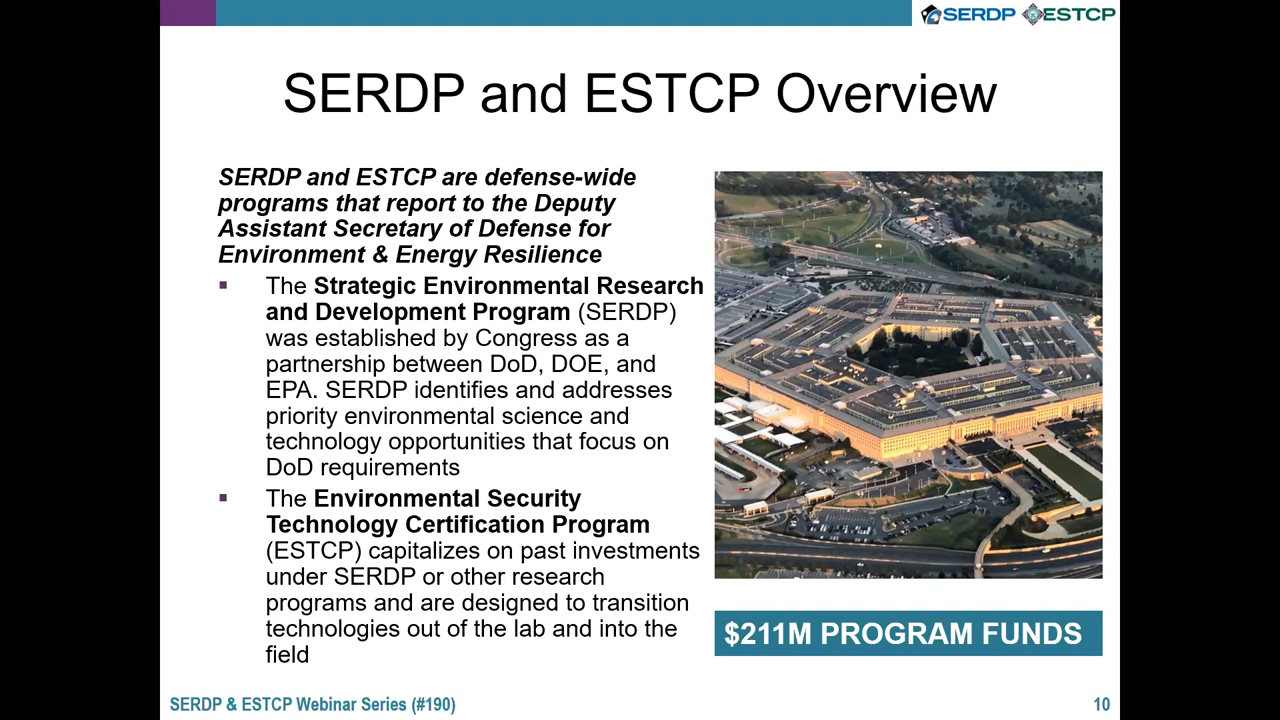 SERDP ESTCP
SERDP and ESTCP Overview
SERDP and ESTCP are defense-wide
programs that report to the Deputy
Assistant Secretary of Defense for
Environment & Energy Resilience
▪ The Strategic Environmental Research
and Development Program (SERDP)
was established by Congress as a
partnership between DoD, DOE, and
EPA. SERDP identifies and addresses
priority environmental science and
technology opportunities that focus on
DoD requirements
▪ The Environmental Security
Technology Certification Program
(ESTCP) capitalizes on past investments
under SERDP or other research
programs and are designed to transition
technologies out of the lab and into the
field
$211M PROGRAM FUNDS
SERDP & ESTCP Webinar Series (#190)
10